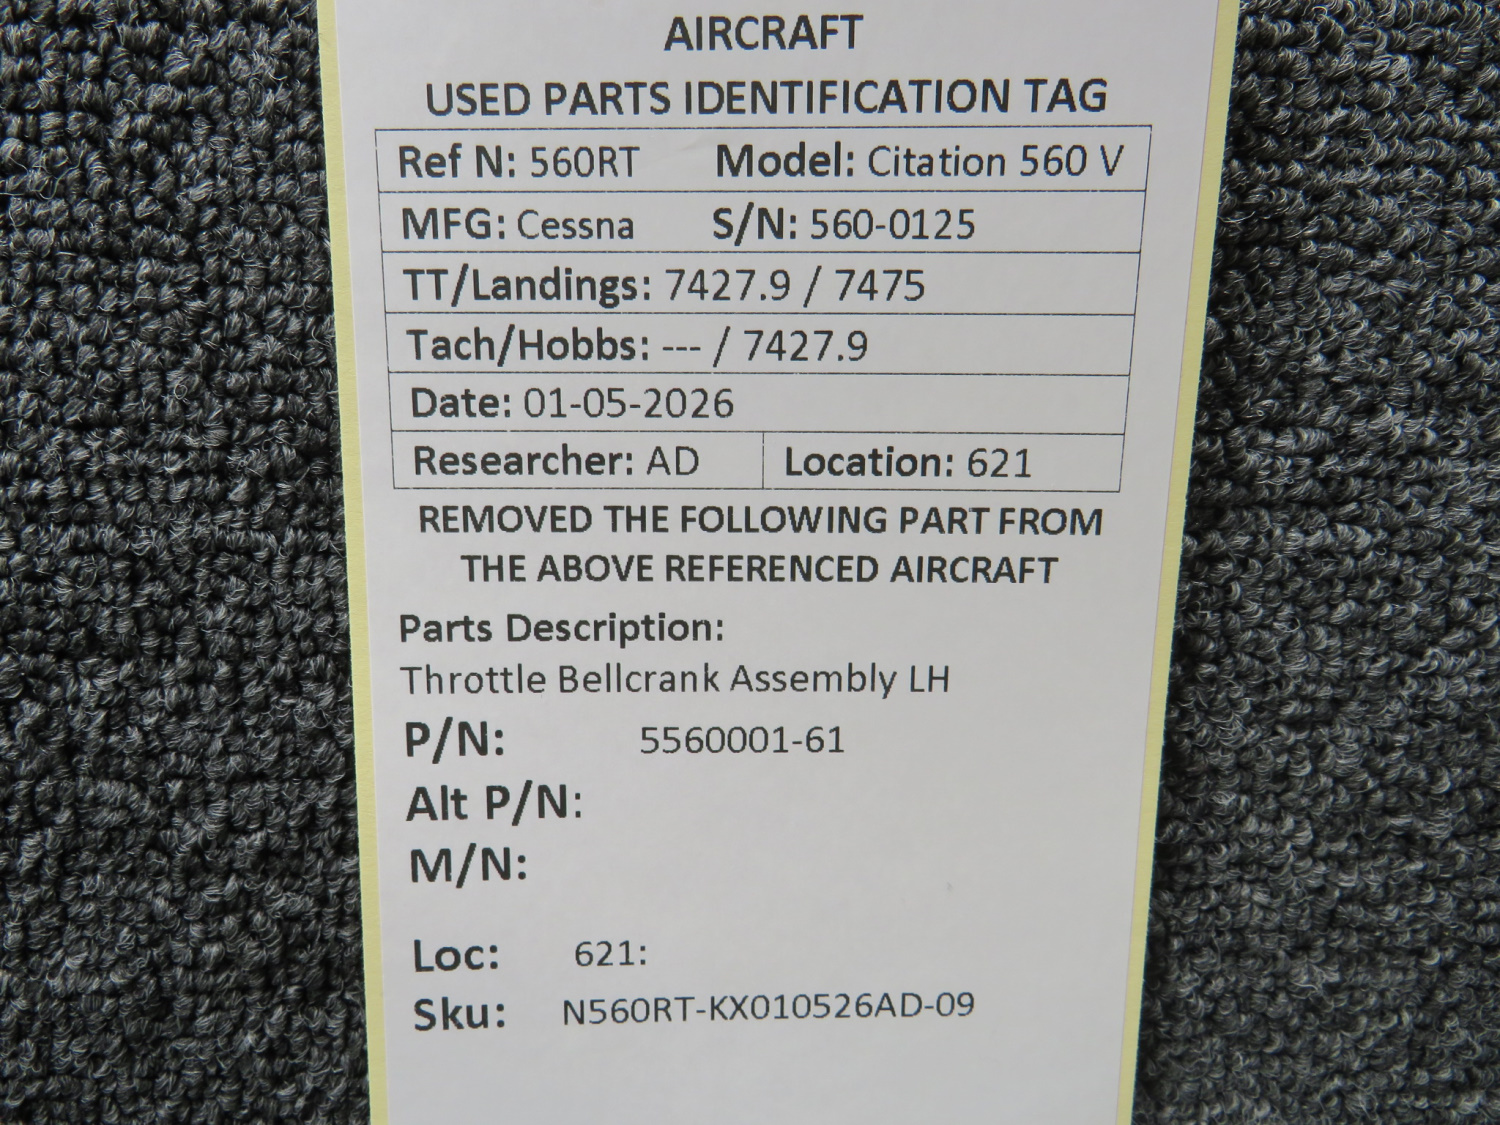 AIRCRAFT
USED PARTS IDENTIFICATION TAG
Ref N: 560RT Model: Citation 560 V
MFG: Cessna S/N: 560-0125
TT/Landings: 7427.9 / 7475
Tach/Hobbs: --- / 7427.9
Date: 01-05-2026
Researcher: AD Location: 621
REMOVED THE FOLLOWING PART FROM
THE ABOVE REFERENCED AIRCRAFT
Parts Description:
Throttle Bellcrank Assembly LH
P/N: 5560001-61
Alt P/N:
M/N:
Loc: 621:
Sku: N560RT-KX010526AD-09